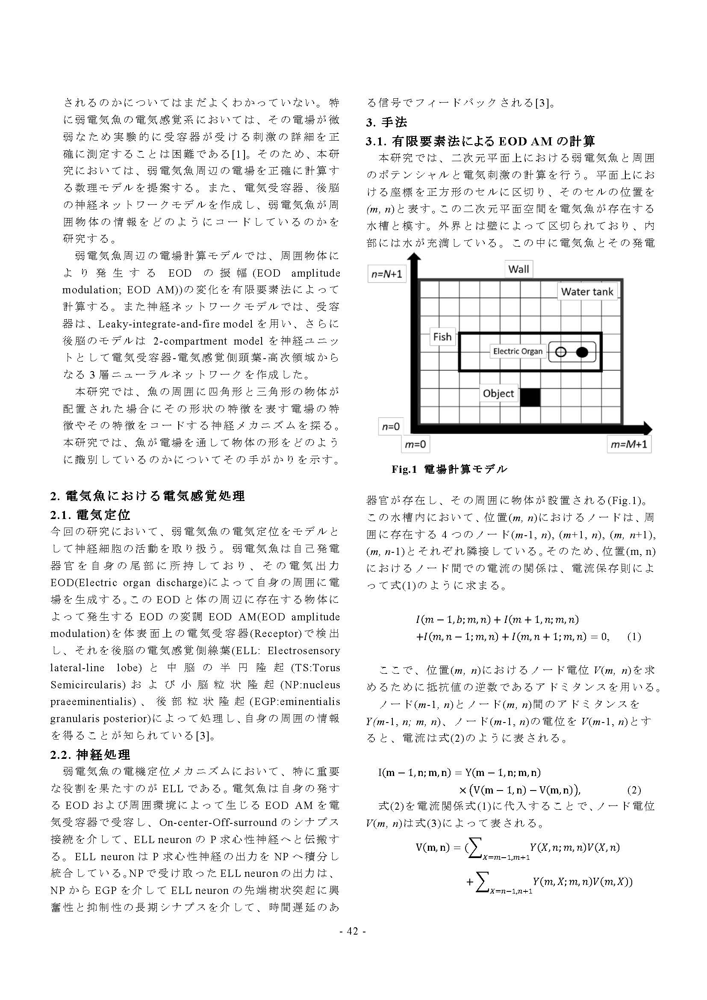 されるのかについてはまだよくわかっていない。特
に弱電気魚の電気感覚系においては、その電場が微
弱なため実験的に受容器が受ける刺激の詳細を正
確に測定することは困難である[1]。そのため、本研
究においては、弱電気魚周辺の電場を正確に計算す
る数理モデルを提案する。また、電気受容器、後脳
の神経ネットワークモデルを作成し、弱電気魚が周
囲物体の情報をどのようにコードしているのかを
研究する。
弱電気魚周辺の電場計算モデルでは、周囲物体に
より発生する EOD の振幅(EOD amplitude
modulation; EOD AM))の変化を有限要素法によって
計算する。また神経ネットワークモデルでは、受容
器は、Leaky-integrate-and-fire model を用い、さらに
後脳のモデルは 2-compartment model を神経ユニッ
トとして電気受容器-電気感覚側頭葉-高次領域から
なる 3 層ニューラルネットワークを作成した。
本研究では、魚の周囲に四角形と三角形の物体が
配置された場合にその形状の特徴を表す電場の特
徴やその特徴をコードする神経メカニズムを探る。
本研究では、魚が電場を通して物体の形をどのよう
に識別しているのかについてその手がかりを示す。
2. 電気魚における電気感覚処理
2.1. 電気定位
今回の研究において、弱電気魚の電気定位をモデルと
して神経細胞の活動を取り扱う。弱電気魚は自己発電
器官を自身の尾部に所持しており、その電気出力
EOD(Electric organ discharge)によって自身の周囲に電
場を生成する。この EOD と体の周辺に存在する物体に
よって発生する EOD の変調 EOD AM(EOD amplitude
modulation)を体表面上の電気受容器(Receptor)で検出
し、それを後脳の電気感覚側線葉(ELL: Electrosensory
lateral-line lobe) と中脳の半円隆起 (TS:Torus
Semicircularis) および小脳粒状隆起 (NP:nucleus
praeeminentialis) 、後部粒状隆起 (EGP:eminentialis
granularis posterior)によって処理し、自身の周囲の情報
を得ることが知られている[3]。
2.2. 神経処理
弱電気魚の電機定位メカニズムにおいて、特に重要
な役割を果たすのが ELL である。電気魚は自身の発す
る EOD および周囲環境によって生じる EOD AM を電
気受容器で受容し、On-center-Off-surround のシナプス
接続を介して、ELL neuron の P 求心性神経へと伝搬す
る。ELL neuron は P 求心性神経の出力を NP へ積分し
統合している。NP で受け取った ELL neuron の出力は、
NP から EGP を介して ELL neuron の先端樹状突起に興
奮性と抑制性の長期シナプスを介して、時間遅延のあ
る信号でフィードバックされる[3]。
3. 手法
3.1. 有限要素法による EOD AM の計算
本研究では、二次元平面上における弱電気魚と周囲
のポテンシャルと電気刺激の計算を行う。平面上にお
ける座標を正方形のセルに区切り、そのセルの位置を
(m, n)と表す。この二次元平面空間を電気魚が存在する
水槽と模す。外界とは壁によって区切られており、内
部には水が充満している。この中に電気魚とその発電
n=N+1
Wall
Water tank
Fish
Electric Organ
Object
n=0
m=0
m=M+1
Fig.1 電場計算モデル
器官が存在し、その周囲に物体が設置される(Fig.1)。
この水槽内において、位置(m, n)におけるノードは、周
囲に存在する 4 つのノード(m-1, n), (m+1, n), (m, n+1),
(m, n-1)とそれぞれ隣接している。そのため、位置(m, n)
におけるノード間での電流の関係は、電流保存則によ
って式(1)のように求まる。
I(m − 1, b; m, n) + I(m + 1, n; m, n)
+I(m, n − 1; m, n) + I(m, n + 1; m, n) = 0, (1)
ここで、位置(m, n)におけるノード電位 V(m, n)を求
めるために抵抗値の逆数であるアドミタンスを用いる。
ノード(m-1, n)とノード(m, n)間のアドミタンスを
Y(m-1, n; m, n)、ノード(m-1, n)の電位を V(m-1, n)とす
ると、電流は式(2)のように表される。
I(m − 1, n; m, n) = Y(m − 1, n; m, n)
× (V(m − 1, n) − V(m, n)), (2)
式(2)を電流関係式(1)に代入することで、ノード電位
V(m, n)は式(3)によって表される。
V(m, n) = (∑X=m−1,m+1 Y(X, n; m, n)V(X, n)
+ ∑X=n−1,n+1 Y(m, X; m, n)V(m, X))
- 42 -